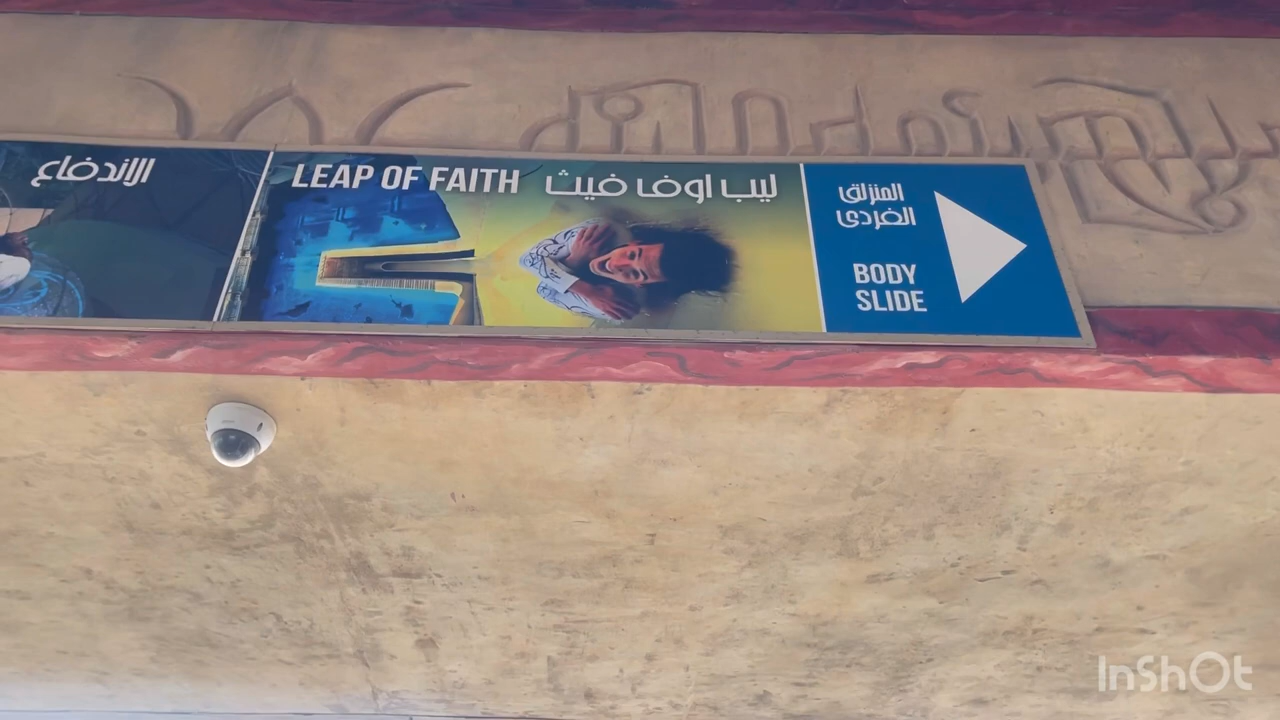 الاندفاع
LEAP OF FAITH ليب اوف فيث
المنزلق
الفردي
BODY
SLIDE
InShOt